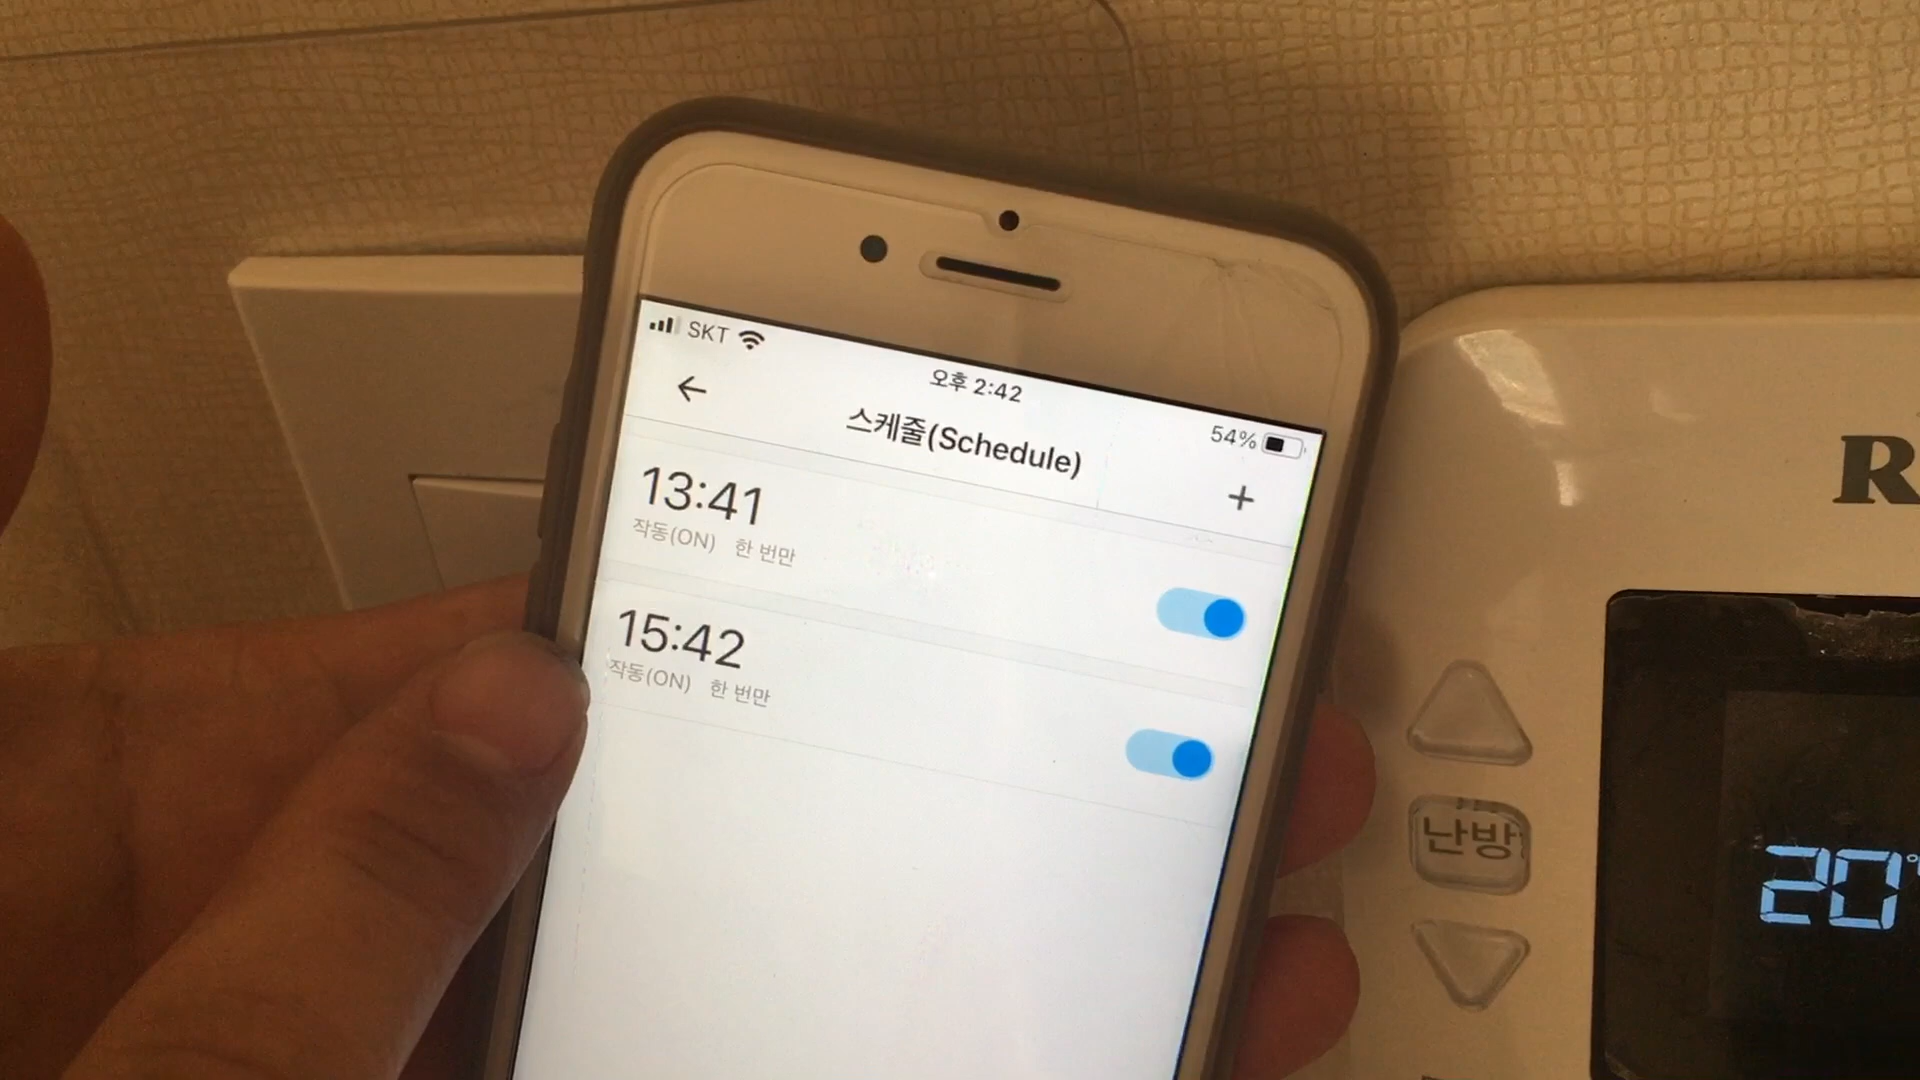 SKT
오후 2:42
54%
스케줄(Schedule)
13:41
작동(ON) 한 번만
15:42
작동(ON) 한 번만
R
난방
20°